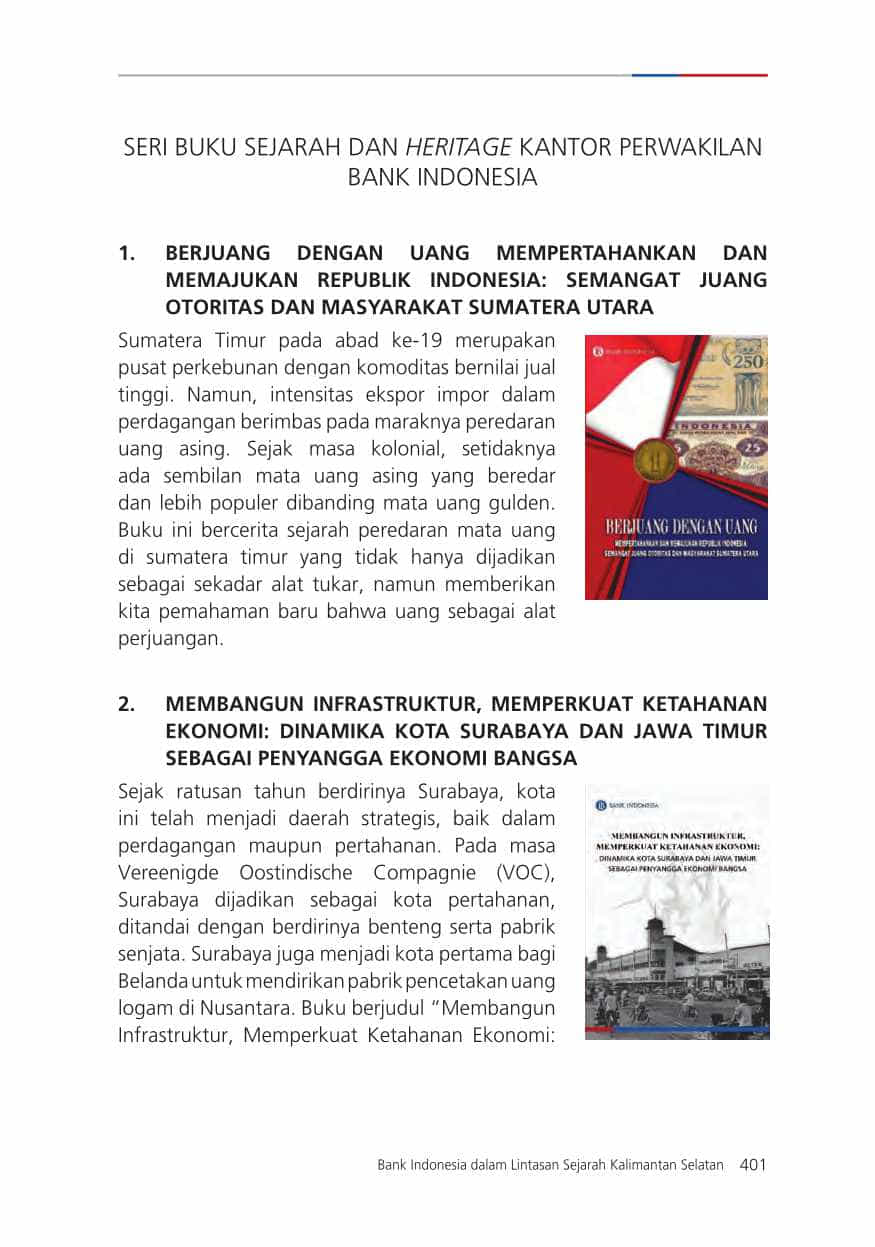 SERI BUKU SEJARAH DAN HERITAGE KANTOR PERWAKILAN
BANK INDONESIA
1. BERJUANG DENGAN UANG MEMPERTAHANKAN DAN
MEMAJUKAN REPUBLIK INDONESIA: SEMANGAT JUANG
OTORITAS DAN MASYARAKAT SUMATERA UTARA
Sumatera Timur pada abad ke-19 merupakan
pusat perkebunan dengan komoditas bernilai jual
tinggi. Namun, intensitas ekspor impor dalam
perdagangan berimbas pada maraknya peredaran
uang asing. Sejak masa kolonial, setidaknya
ada sembilan mata uang asing yang beredar
dan lebih populer dibanding mata uang gulden.
Buku ini bercerita sejarah peredaran mata uang
di sumatera timur yang tidak hanya dijadikan
sebagai sekadar alat tukar, namun memberikan
kita pemahaman baru bahwa uang sebagai alat
perjuangan.
BANK INDONESIA
250
INDONESIA
25
BERJUANG DENGAN UANG
MEMPERTAHANKAN DAN MEMAJUKAN REPUBLIK INDONESIA
SEMANGAT JUANG OTORITAS DAN MASYARAKAT SUMATERA UTARA
2. MEMBANGUN INFRASTRUKTUR, MEMPERKUAT KETAHANAN
EKONOMI: DINAMIKA KOTA SURABAYA DAN JAWA TIMUR
SEBAGAI PENYANGGA EKONOMI BANGSA
Sejak ratusan tahun berdirinya Surabaya, kota
ini telah menjadi daerah strategis, baik dalam
perdagangan maupun pertahanan. Pada masa
Vereenigde Oostindische Compagnie (VOC),
Surabaya dijadikan sebagai kota pertahanan,
ditandai dengan berdirinya benteng serta pabrik
senjata. Surabaya juga menjadi kota pertama bagi
Belanda untuk mendirikan pabrik pencetakan uang
logam di Nusantara. Buku berjudul “Membangun
Infrastruktur, Memperkuat Ketahanan Ekonomi:
BANK INDONESIA
MEMBANGUN INFRASTRUKTUR,
MEMPERKUAT KETAHANAN EKONOMI:
DINAMIKA KOTA SURABAYA DAN JAWA TIMUR
SEBAGAI PENYANGGA EKONOMI BANGSA
Bank Indonesia dalam Lintasan Sejarah Kalimantan Selatan 401